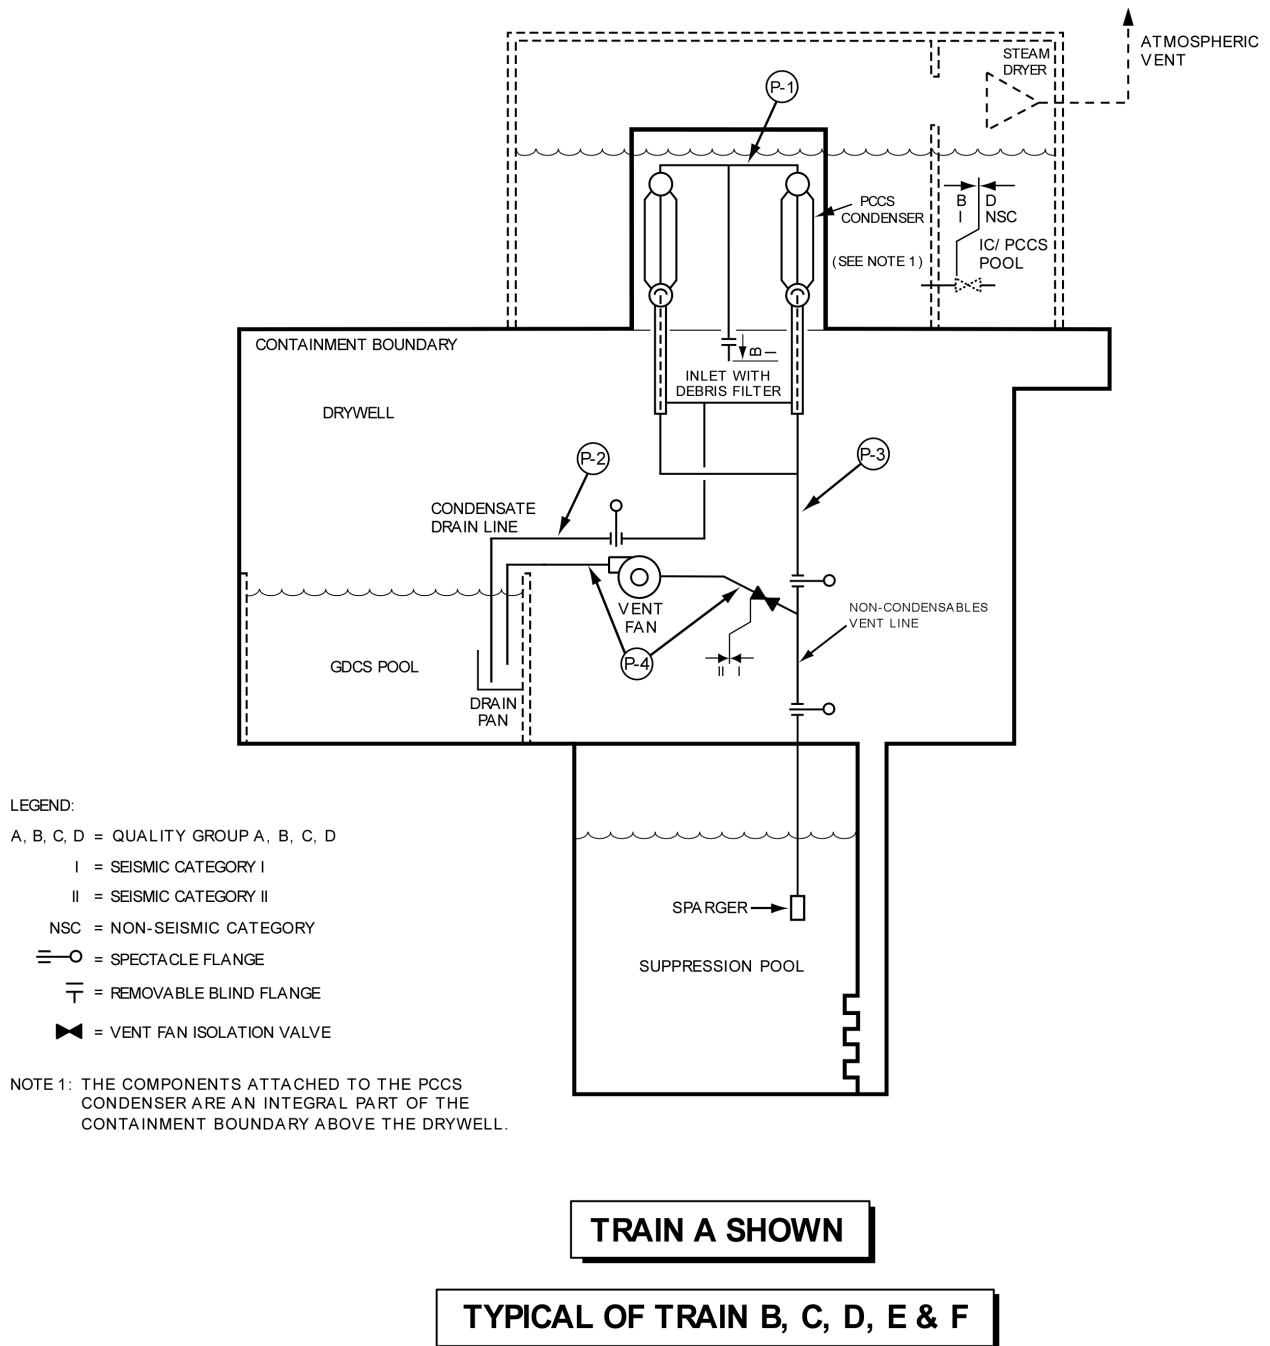 ATMOSPHERIC
VENT
STEAM
DRYER
P-1
PCCS
CONDENSER
(SEE NOTE 1)
B D
I NSC
IC/ PCCS
POOL
CONTAINMENT BOUNDARY
B
I
INLET WITH
DEBRIS FILTER
DRYWELL
P-2
P-3
CONDENSATE
DRAIN LINE
VENT
FAN
NON-CONDENSABLES
VENT LINE
P-4
II I
GDCS POOL
DRAIN
PAN
LEGEND:
A, B, C, D = QUALITY GROUP A, B, C, D
I = SEISMIC CATEGORY I
II = SEISMIC CATEGORY II
NSC = NON-SEISMIC CATEGORY
= SPECTACLE FLANGE
= REMOVABLE BLIND FLANGE
= VENT FAN ISOLATION VALVE
SPARGER
SUPPRESSION POOL
NOTE 1: THE COMPONENTS ATTACHED TO THE PCCS
CONDENSER ARE AN INTEGRAL PART OF THE
CONTAINMENT BOUNDARY ABOVE THE DRYWELL.
TRAIN A SHOWN
TYPICAL OF TRAIN B, C, D, E & F